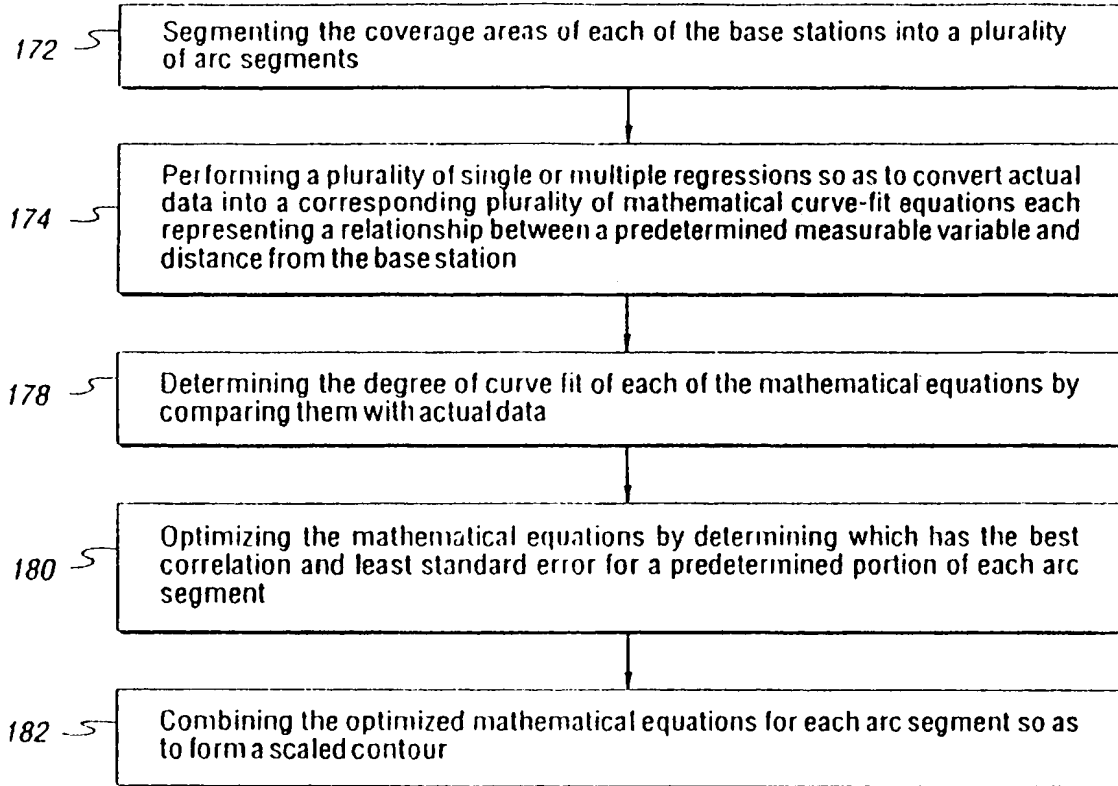 172
Segmenting the coverage areas of each of the base stations into a plurality
of arc segments
174
Performing a plurality of single or multiple regressions so as to convert actual
data into a corresponding plurality of mathematical curve-fit equations each
representing a relationship between a predetermined measurable variable and
distance from the base station
178
Determining the degree of curve fit of each of the mathematical equations by
comparing them with actual data
180
Optimizing the mathematical equations by determining which has the best
correlation and least standard error for a predetermined portion of each arc
segment
182
Combining the optimized mathematical equations for each arc segment so as
to form a scaled contour